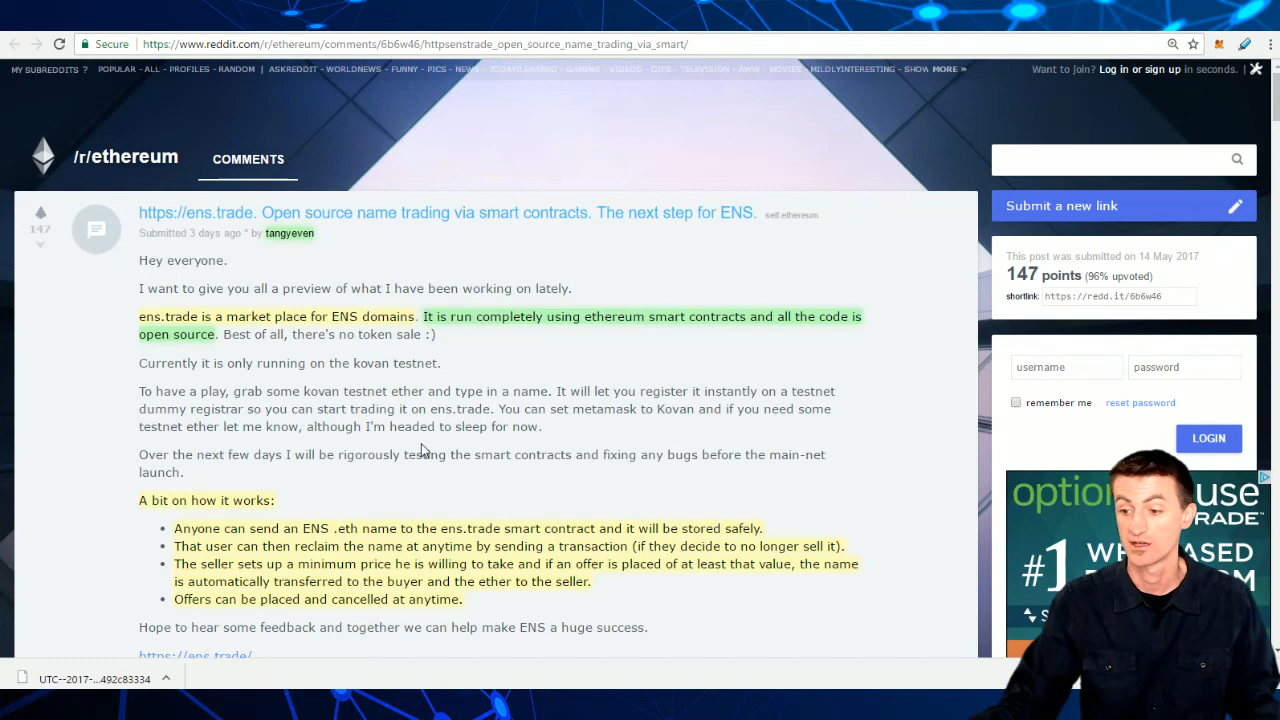 Secure https://www.reddit.com/r/ethereum/comments/6b6w46/httpsenstrade_open_source_name_trading_via_smart/
MY SUBREDDITS ? POPULAR - ALL - PROFILES - RANDOM | ASKREDDIT - WORLDNEWS - FUNNY - PICS - NEWS - TODAYILEARNED - GAMING - VIDEOS - GIFS - TELEVISION - AWW - MOVIES - MILDLYINTERESTING - SHOW MORE »
Want to join? Log in or sign up in seconds. |
/r/ethereum COMMENTS
Submit a new link
147
https://ens.trade. Open source name trading via smart contracts. The next step for ENS. self.ethereum
Submitted 3 days ago * by tangyeven
Hey everyone.
I want to give you all a preview of what I have been working on lately.
ens.trade is a market place for ENS domains. It is run completely using ethereum smart contracts and all the code is
open source. Best of all, there's no token sale :)
Currently it is only running on the kovan testnet.
To have a play, grab some kovan testnet ether and type in a name. It will let you register it instantly on a testnet
dummy registrar so you can start trading it on ens.trade. You can set metamask to Kovan and if you need some
testnet ether let me know, although I'm headed to sleep for now.
Over the next few days I will be rigorously testing the smart contracts and fixing any bugs before the main-net
launch.
A bit on how it works:
• Anyone can send an ENS .eth name to the ens.trade smart contract and it will be stored safely.
• That user can then reclaim the name at anytime by sending a transaction (if they decide to no longer sell it).
• The seller sets up a minimum price he is willing to take and if an offer is placed of at least that value, the name
is automatically transferred to the buyer and the ether to the seller.
• Offers can be placed and cancelled at anytime.
Hope to hear some feedback and together we can help make ENS a huge success.
https://ens.trade/
This post was submitted on 14 May 2017
147 points (96% upvoted)
shortlink: https://redd.it/6b6w46
username password
remember me reset password
LOGIN
option use
TRADE™
#1 WE BASED
UTC--2017-...492c83334